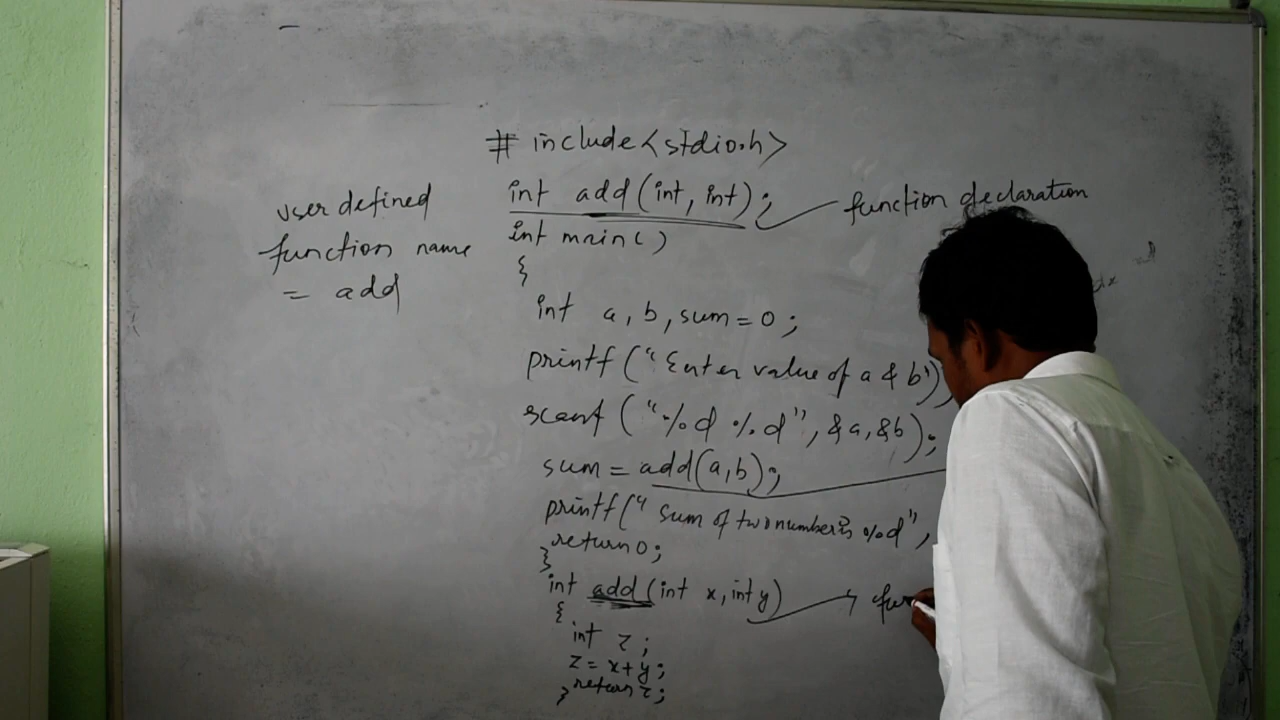 # include<stdio.h>
int add(int, int); function declaration
user defined
function name
= add
int main()
{
int a, b, sum = 0;
printf ("Enter value of a & b")
scanf ("%d %d", &a, &b);
sum = add(a,b);
printf(" sum of two number is %d",
return 0;
}
int add(int x, int y) → fun
{
int z;
z = x+y;
return z;
}